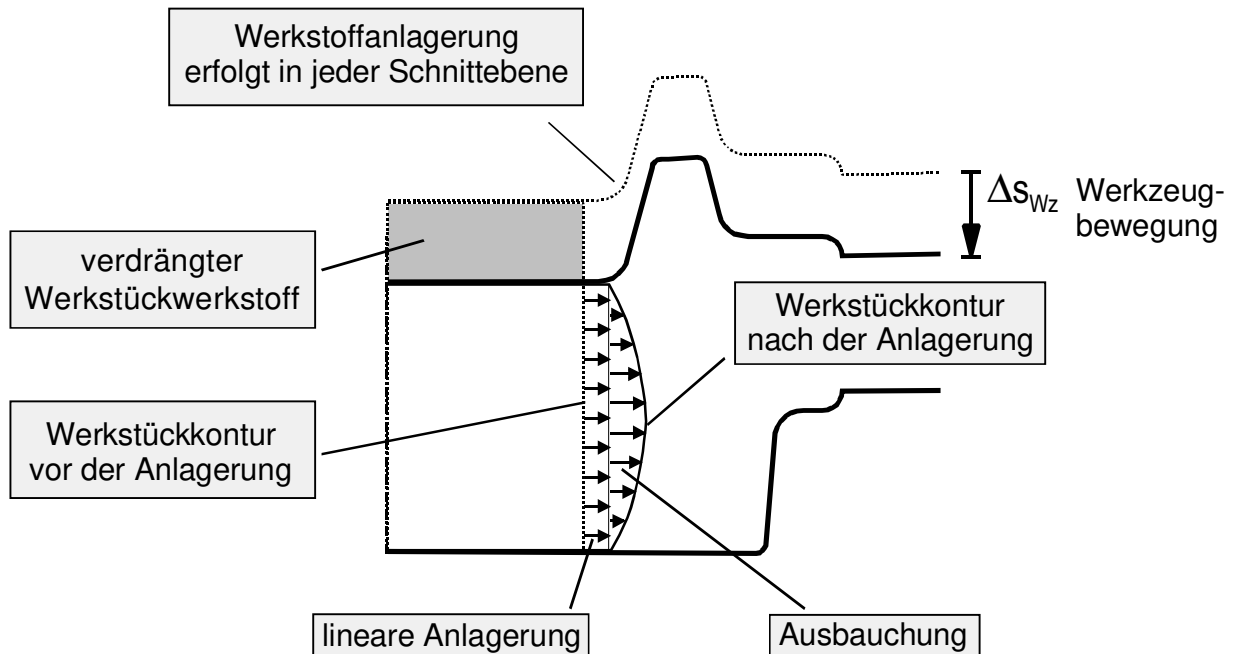 Werkstoffanlagerung
erfolgt in jeder Schnittebene
Δs_Wz Werkzeug-
bewegung
verdrängter
Werkstückwerkstoff
Werkstückkontur
nach der Anlagerung
Werkstückkontur
vor der Anlagerung
lineare Anlagerung
Ausbauchung